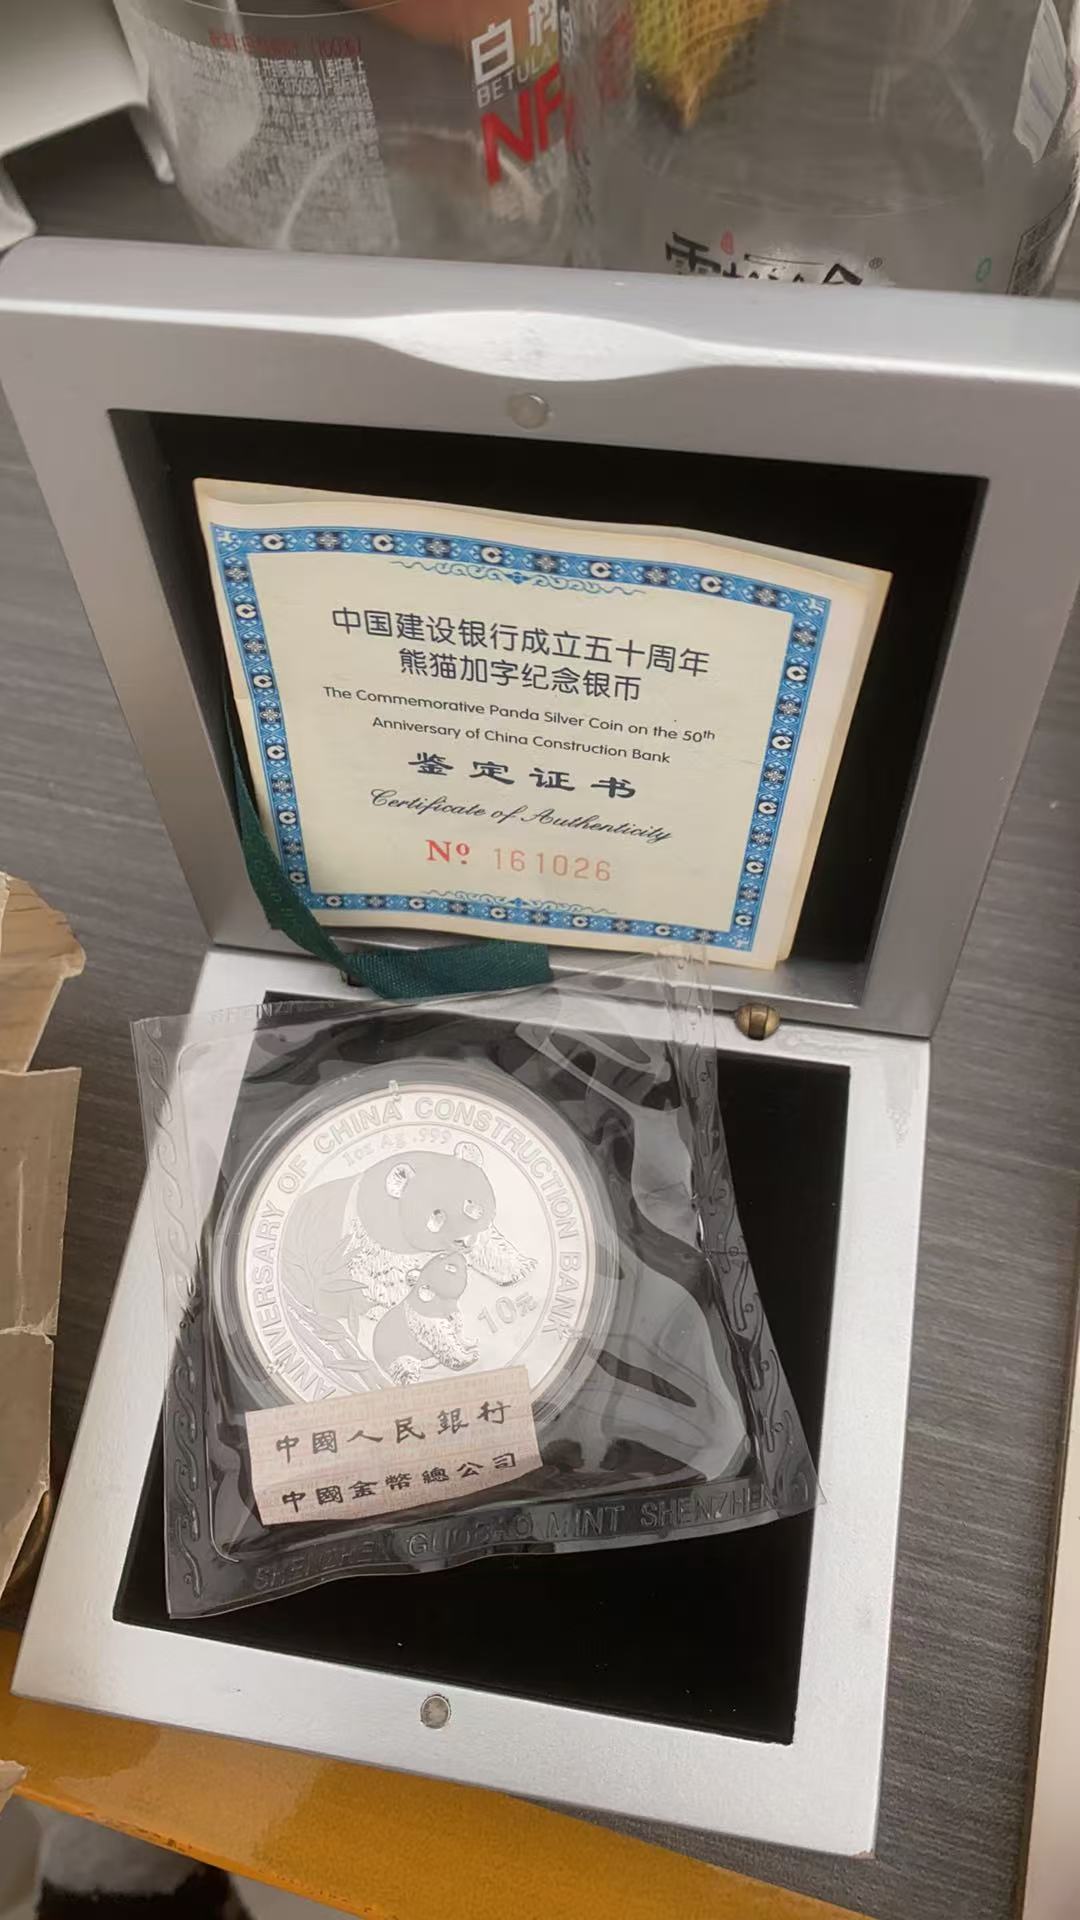 白
BETULA
NF
中国建设银行成立五十周年
熊猫加字纪念银币
The Commemorative Panda Silver Coin on the 50th
Anniversary of China Construction Bank
鉴定证书
Certificate of Authenticity
Nº 161026
SHENZHEN
ANNIVERSARY OF CHINA CONSTRUCTION BANK
1oz Ag .999
10元
中國人民銀行
中國金幣總公司
SHENZHEN GUOBAO MINT SHENZHEN